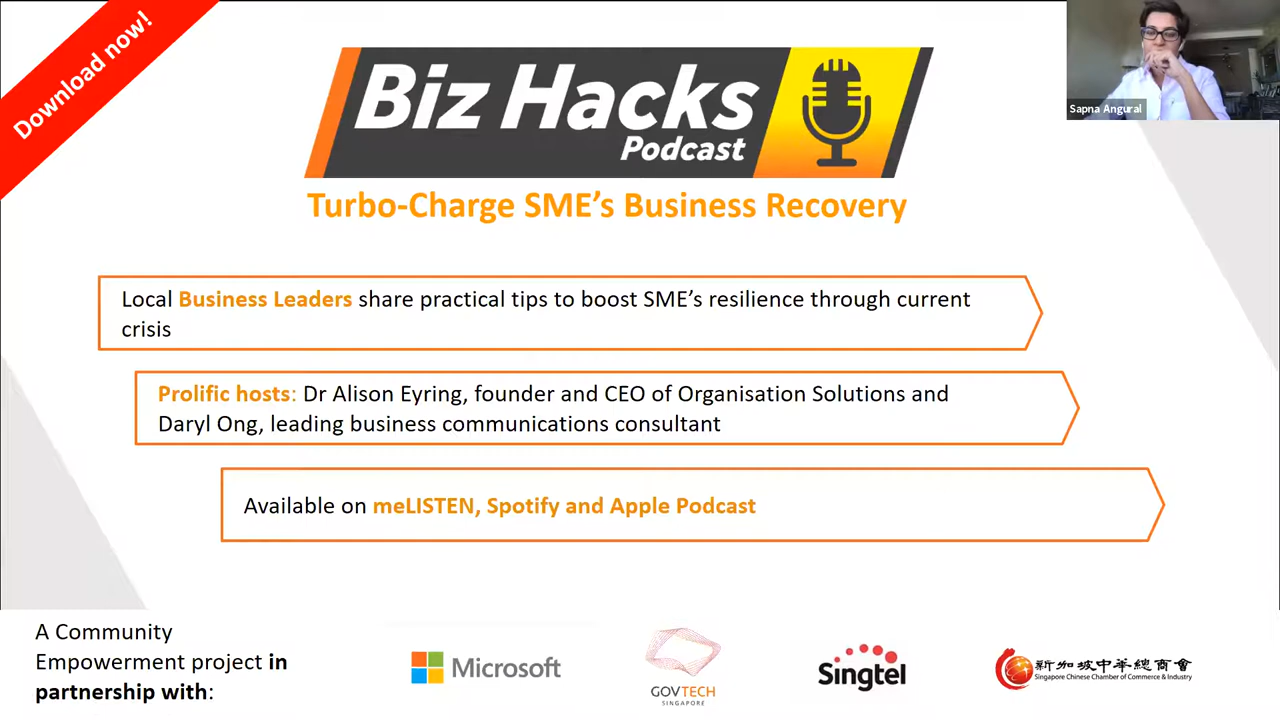 Download now!
Biz Hacks
Podcast
Sapna Angural
Turbo-Charge SME’s Business Recovery
Local Business Leaders share practical tips to boost SME’s resilience through current
crisis
Prolific hosts: Dr Alison Eyring, founder and CEO of Organisation Solutions and
Daryl Ong, leading business communications consultant
Available on meLISTEN, Spotify and Apple Podcast
A Community
Empowerment project in
partnership with:
Microsoft
GOVTECH
SINGAPORE
Singtel
新加坡中華總商會
Singapore Chinese Chamber of Commerce & Industry